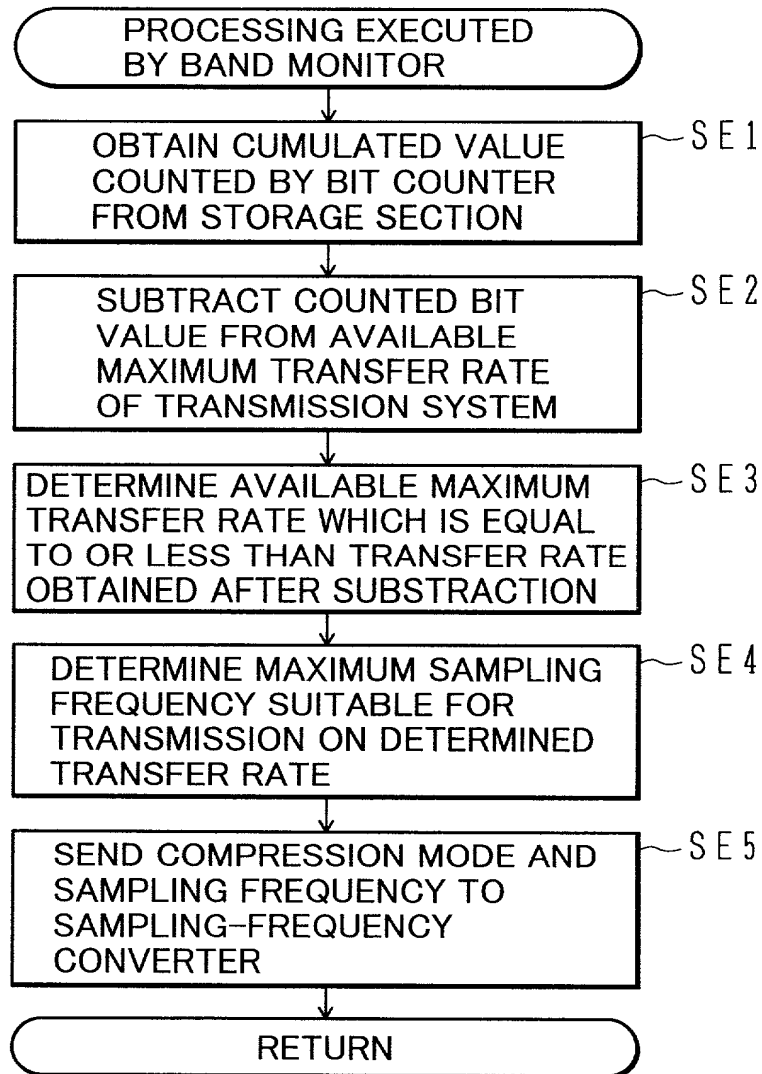 PROCESSING EXECUTED
BY BAND MONITOR
OBTAIN CUMULATED VALUE
COUNTED BY BIT COUNTER
FROM STORAGE SECTION
SE1
SUBTRACT COUNTED BIT
VALUE FROM AVAILABLE
MAXIMUM TRANSFER RATE
OF TRANSMISSION SYSTEM
SE2
DETERMINE AVAILABLE MAXIMUM
TRANSFER RATE WHICH IS EQUAL
TO OR LESS THAN TRANSFER RATE
OBTAINED AFTER SUBSTRACTION
SE3
DETERMINE MAXIMUM SAMPLING
FREQUENCY SUITABLE FOR
TRANSMISSION ON DETERMINED
TRANSFER RATE
SE4
SEND COMPRESSION MODE AND
SAMPLING FREQUENCY TO
SAMPLING-FREQUENCY
CONVERTER
SE5
RETURN